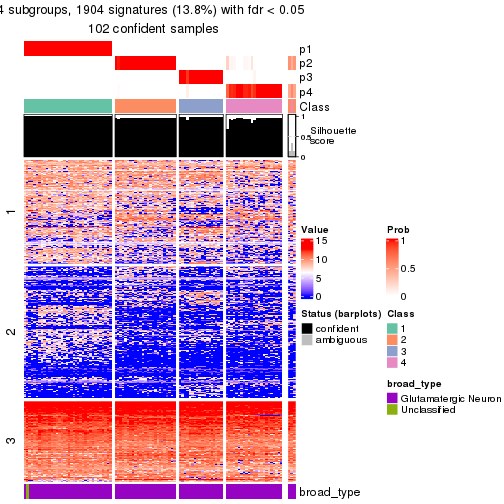 4 subgroups, 1904 signatures (13.8%) with fdr < 0.05
102 confident samples
p1
p2
p3
p4
Class
1
0.5
0
Silhouette
score
1
2
3
broad_type
Value
15
10
5
0
Prob
1
0.5
0
Status (barplots)
confident
ambiguous
Class
1
2
3
4
broad_type
Glutamatergic Neuron
Unclassified